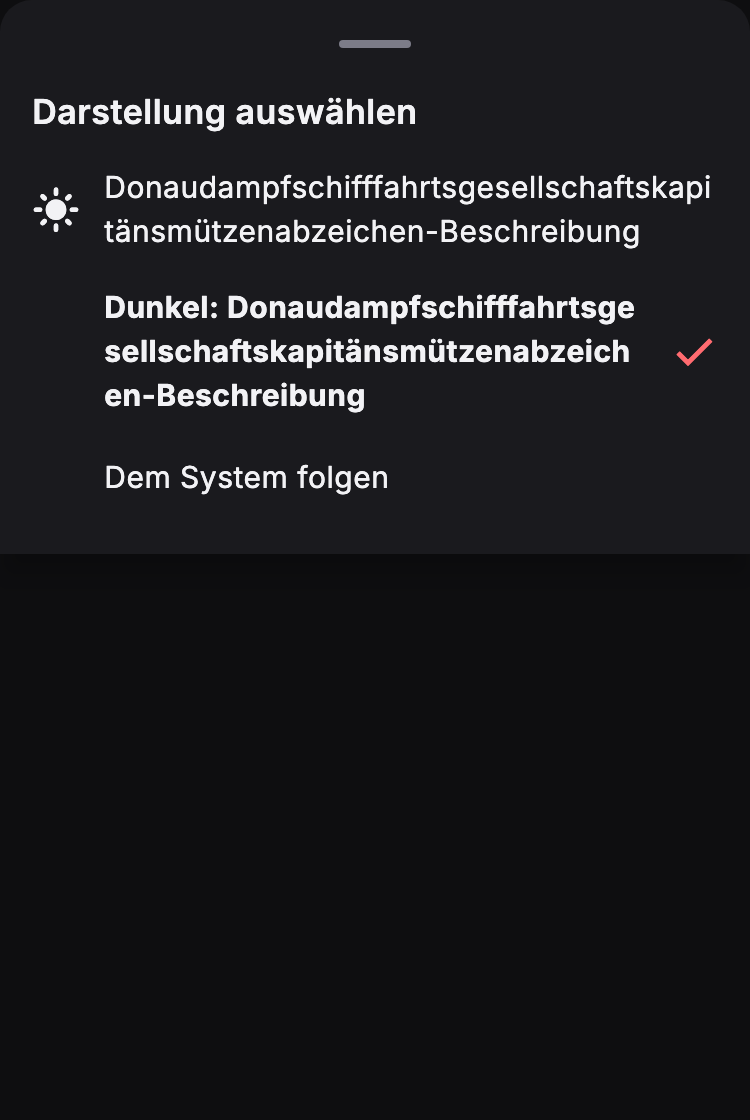 Darstellung auswählen
Donaudampfschifffahrtsgesellschaftskapi
tänsmützenabzeichen-Beschreibung
Dunkel: Donaudampfschifffahrtsge
sellschaftskapitänsmützenabzeich
en-Beschreibung
Dem System folgen